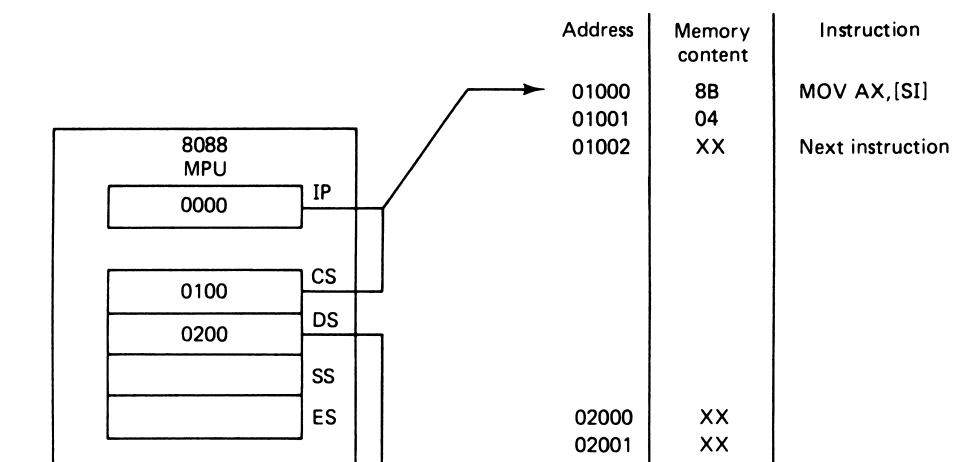 Address Memory content Instruction
01000 8B MOV AX,[SI]
01001 04
01002 XX Next instruction
8088
MPU
IP
0000
CS
0100
DS
0200
SS
ES
02000 XX
02001 XX